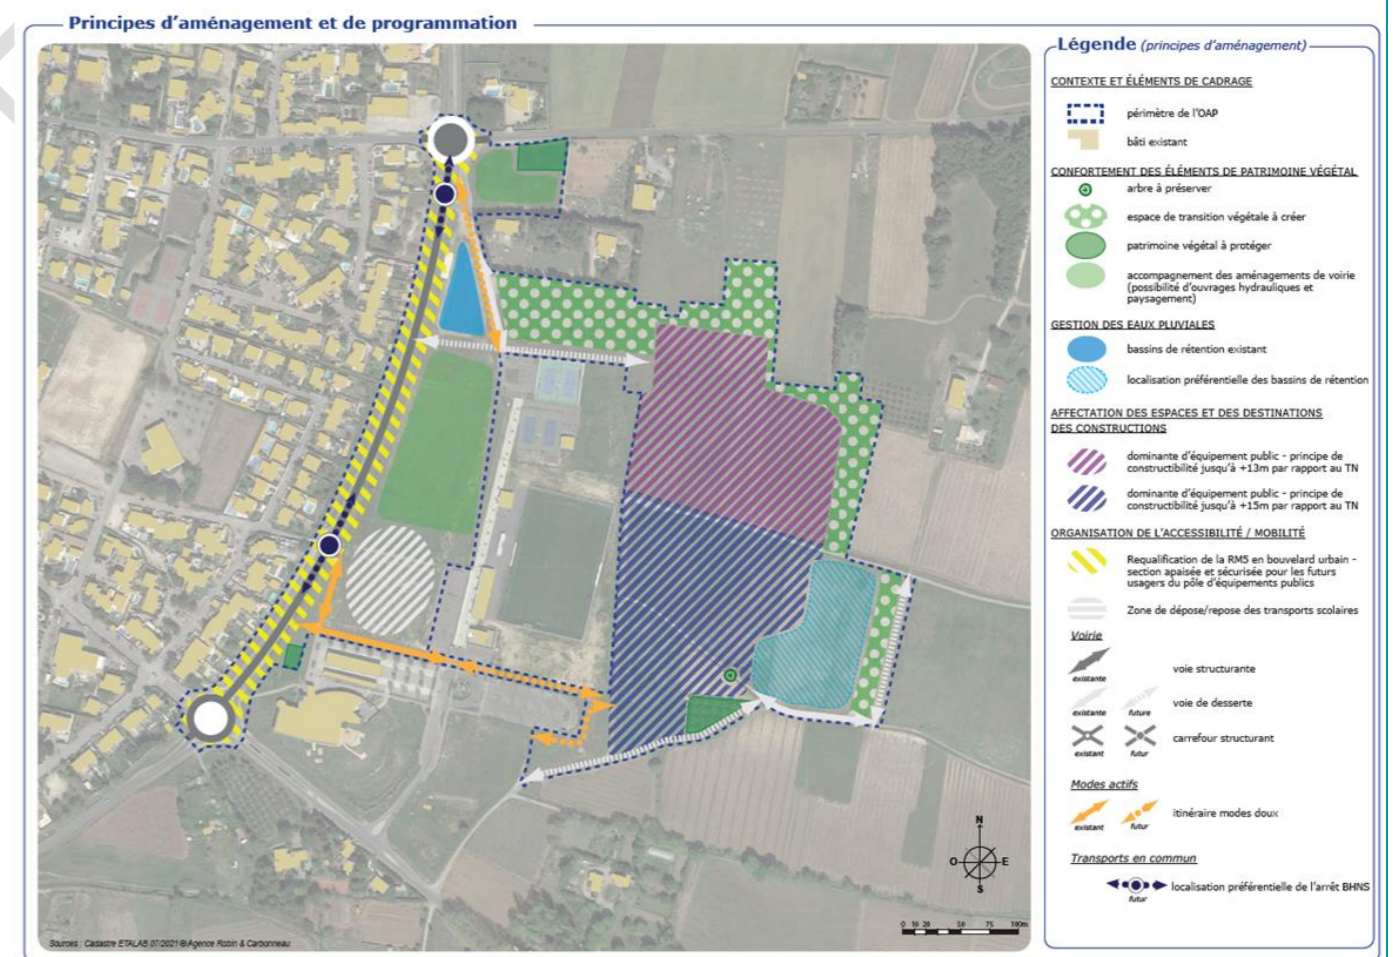 Principes d'aménagement et de programmation
Légende (principes d'aménagement)
CONTEXTE ET ÉLÉMENTS DE CADRAGE
périmètre de l'OAP
bâti existant
CONFORTEMENT DES ÉLÉMENTS DE PATRIMOINE VÉGÉTAL
arbre à préserver
espace de transition végétale à créer
patrimoine végétal à protéger
accompagnement des aménagements de voirie
(possibilité d'ouvrages hydrauliques et
paysagement)
GESTION DES EAUX PLUVIALES
bassins de rétention existant
localisation préférentielle des bassins de rétention
AFFECTATION DES ESPACES ET DES DESTINATIONS
DES CONSTRUCTIONS
dominante d'équipement public - principe de
constructibilité jusqu'à +13m par rapport au TN
dominante d'équipement public - principe de
constructibilité jusqu'à +15m par rapport au TN
ORGANISATION DE L'ACCESSIBILITÉ / MOBILITÉ
Requalification de la RM5 en bouvelard urbain -
section apaisée et sécurisée pour les futurs
usagers du pôle d'équipements publics
Zone de dépose/repose des transports scolaires
Voirie
voie structurante
existante
voie de desserte
existante future
carrefour structurant
existant futur
Modes actifs
itinéraire modes doux
existant futur
Transports en commun
localisation préférentielle de l'arrêt BHNS
futur
N
O E
S
0 10 20 50 75 100m
Sources : Cadastre ETALAB 07/2021 ®Agence Robin & Carbonneau